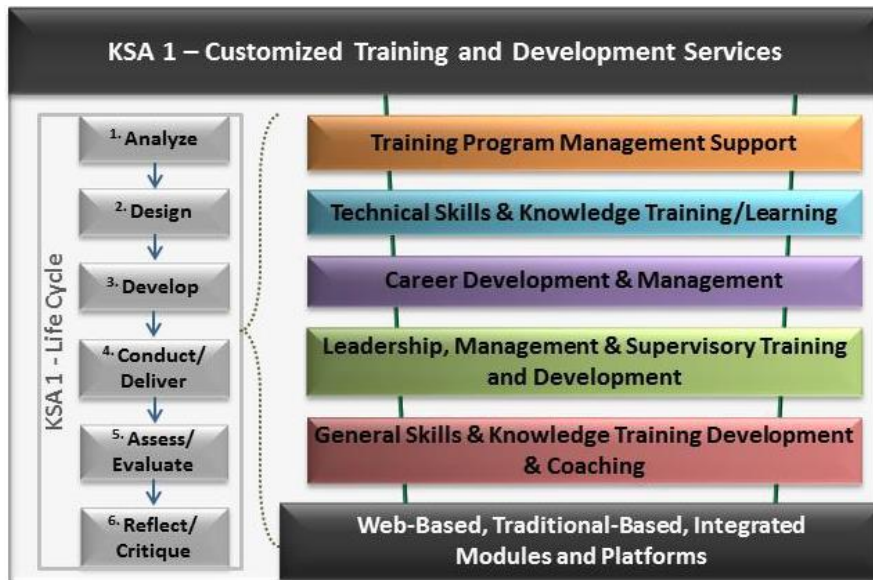 KSA 1 – Customized Training and Development Services
KSA 1 - Life Cycle
1. Analyze
2. Design
3. Develop
4. Conduct/
Deliver
5. Assess/
Evaluate
6. Reflect/
Critique
Training Program Management Support
Technical Skills & Knowledge Training/Learning
Career Development & Management
Leadership, Management & Supervisory Training
and Development
General Skills & Knowledge Training Development
& Coaching
Web-Based, Traditional-Based, Integrated
Modules and Platforms